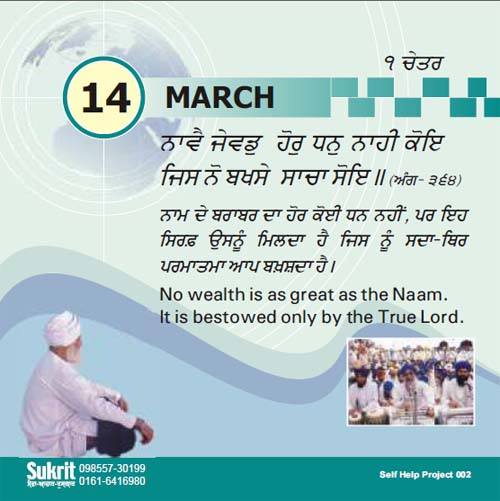 ੧ ਚੇਤਰ
14 MARCH
ਨਾਵੈ ਜੇਵਡੁ ਹੋਰੁ ਧਨੁ ਨਾਹੀ ਕੋਇ
ਜਿਸ ਨੋ ਬਖਸੇ ਸਾਚਾ ਸੋਇ॥ (ਅੰਗ- ੩੬੪)
ਨਾਮ ਦੇ ਬਰਾਬਰ ਦਾ ਹੋਰ ਕੋਈ ਧਨ ਨਹੀਂ, ਪਰ ਇਹ
ਸਿਰਫ਼ ਉਸਨੂੰ ਮਿਲਦਾ ਹੈ ਜਿਸ ਨੂੰ ਸਦਾ-ਥਿਰ
ਪਰਮਾਤਮਾ ਆਪ ਬਖ਼ਸ਼ਦਾ ਹੈ।
No wealth is as great as the Naam.
It is bestowed only by the True Lord.
Sukrit 098557-30199
0161-6416980
Self Help Project 002